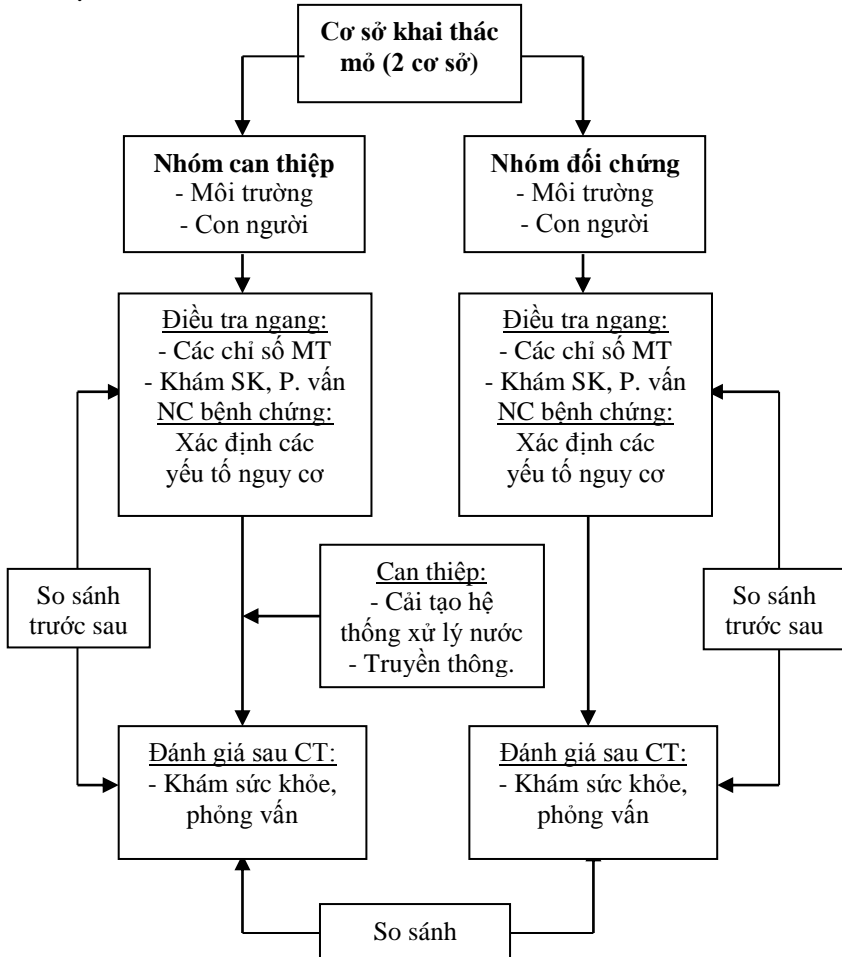 Cơ sở khai thác
mỏ (2 cơ sở)
Nhóm can thiệp
- Môi trường
- Con người
Nhóm đối chứng
- Môi trường
- Con người
Điều tra ngang:
- Các chỉ số MT
- Khám SK, P. vấn
NC bệnh chứng:
Xác định các
yếu tố nguy cơ
Điều tra ngang:
- Các chỉ số MT
- Khám SK, P. vấn
NC bệnh chứng:
Xác định các
yếu tố nguy cơ
So sánh
trước sau
Can thiệp:
- Cải tạo hệ
thống xử lý nước
- Truyền thông.
So sánh
trước sau
Đánh giá sau CT:
- Khám sức khỏe,
phỏng vấn
Đánh giá sau CT:
- Khám sức khỏe,
phỏng vấn
So sánh